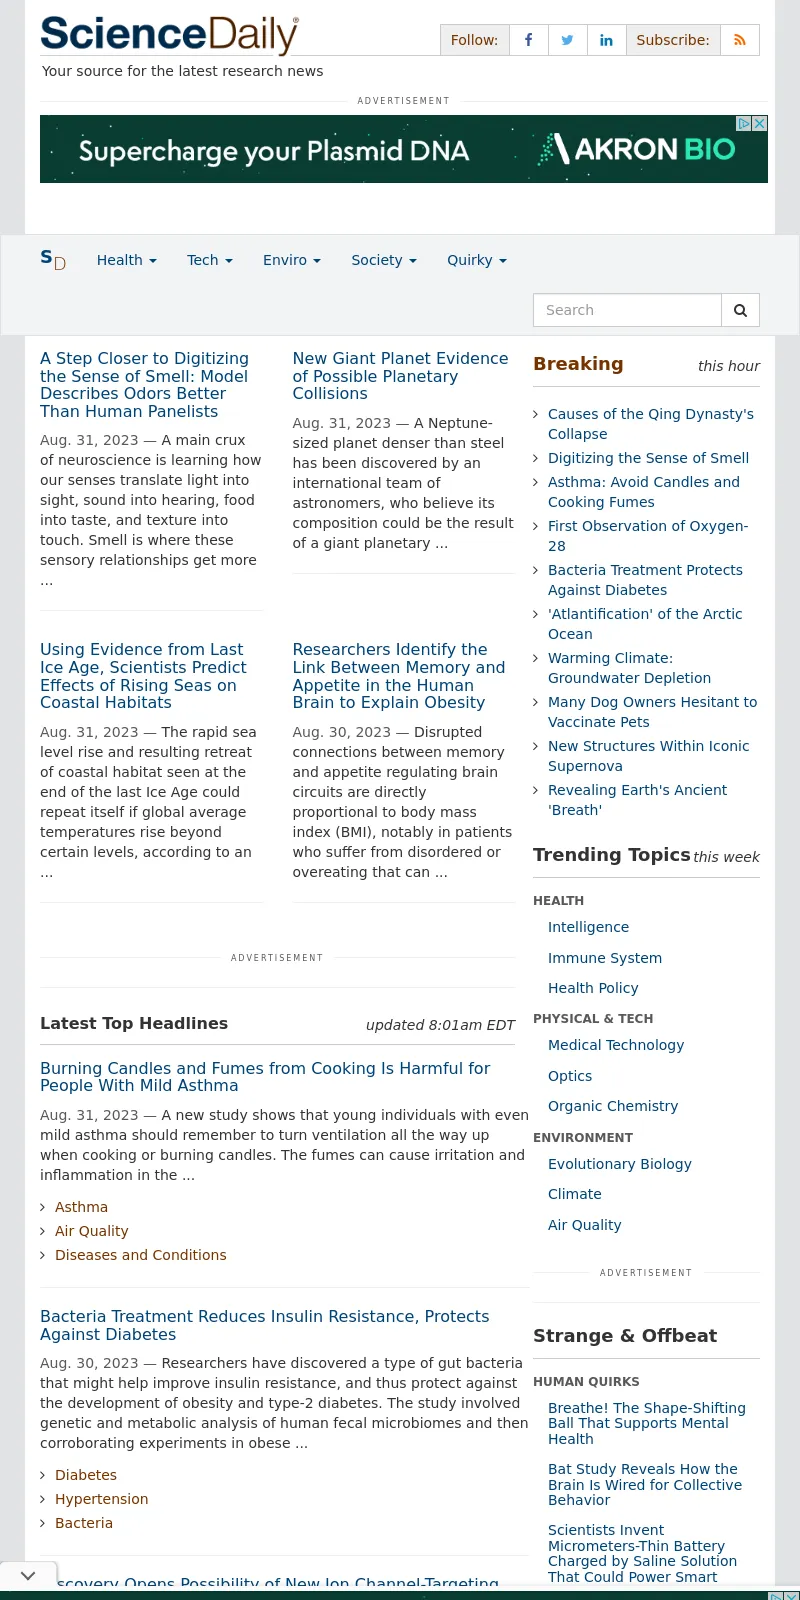 ScienceDaily®
Follow:
Subscribe:
Your source for the latest research news
ADVERTISEMENT
Supercharge your Plasmid DNA
AKRON BIO
SD
Health
Tech
Enviro
Society
Quirky
Search
A Step Closer to Digitizing
the Sense of Smell: Model
Describes Odors Better
Than Human Panelists
Aug. 31, 2023 — A main crux
of neuroscience is learning how
our senses translate light into
sight, sound into hearing, food
into taste, and texture into
touch. Smell is where these
sensory relationships get more
...
New Giant Planet Evidence
of Possible Planetary
Collisions
Aug. 31, 2023 — A Neptune-
sized planet denser than steel
has been discovered by an
international team of
astronomers, who believe its
composition could be the result
of a giant planetary ...
Using Evidence from Last
Ice Age, Scientists Predict
Effects of Rising Seas on
Coastal Habitats
Aug. 31, 2023 — The rapid sea
level rise and resulting retreat
of coastal habitat seen at the
end of the last Ice Age could
repeat itself if global average
temperatures rise beyond
certain levels, according to an
...
Researchers Identify the
Link Between Memory and
Appetite in the Human
Brain to Explain Obesity
Aug. 30, 2023 — Disrupted
connections between memory
and appetite regulating brain
circuits are directly
proportional to body mass
index (BMI), notably in patients
who suffer from disordered or
overeating that can ...
ADVERTISEMENT
Latest Top Headlines
updated 8:01am EDT
Burning Candles and Fumes from Cooking Is Harmful for
People With Mild Asthma
Aug. 31, 2023 — A new study shows that young individuals with even
mild asthma should remember to turn ventilation all the way up
when cooking or burning candles. The fumes can cause irritation and
inflammation in the ...
Asthma
Air Quality
Diseases and Conditions
Bacteria Treatment Reduces Insulin Resistance, Protects
Against Diabetes
Aug. 30, 2023 — Researchers have discovered a type of gut bacteria
that might help improve insulin resistance, and thus protect against
the development of obesity and type-2 diabetes. The study involved
genetic and metabolic analysis of human fecal microbiomes and then
corroborating experiments in obese ...
Diabetes
Hypertension
Bacteria
Opens Possibility of New Ion Channel-Targeting
Breaking
this hour
Causes of the Qing Dynasty's
Collapse
Digitizing the Sense of Smell
Asthma: Avoid Candles and
Cooking Fumes
First Observation of Oxygen-
28
Bacteria Treatment Protects
Against Diabetes
'Atlantification' of the Arctic
Ocean
Warming Climate:
Groundwater Depletion
Many Dog Owners Hesitant to
Vaccinate Pets
New Structures Within Iconic
Supernova
Revealing Earth's Ancient
'Breath'
Trending Topics
this week
HEALTH
Intelligence
Immune System
Health Policy
PHYSICAL & TECH
Medical Technology
Optics
Organic Chemistry
ENVIRONMENT
Evolutionary Biology
Climate
Air Quality
ADVERTISEMENT
Strange & Offbeat
HUMAN QUIRKS
Breathe! The Shape-Shifting
Ball That Supports Mental
Health
Bat Study Reveals How the
Brain Is Wired for Collective
Behavior
Scientists Invent
Micrometers-Thin Battery
Charged by Saline Solution
That Could Power Smart